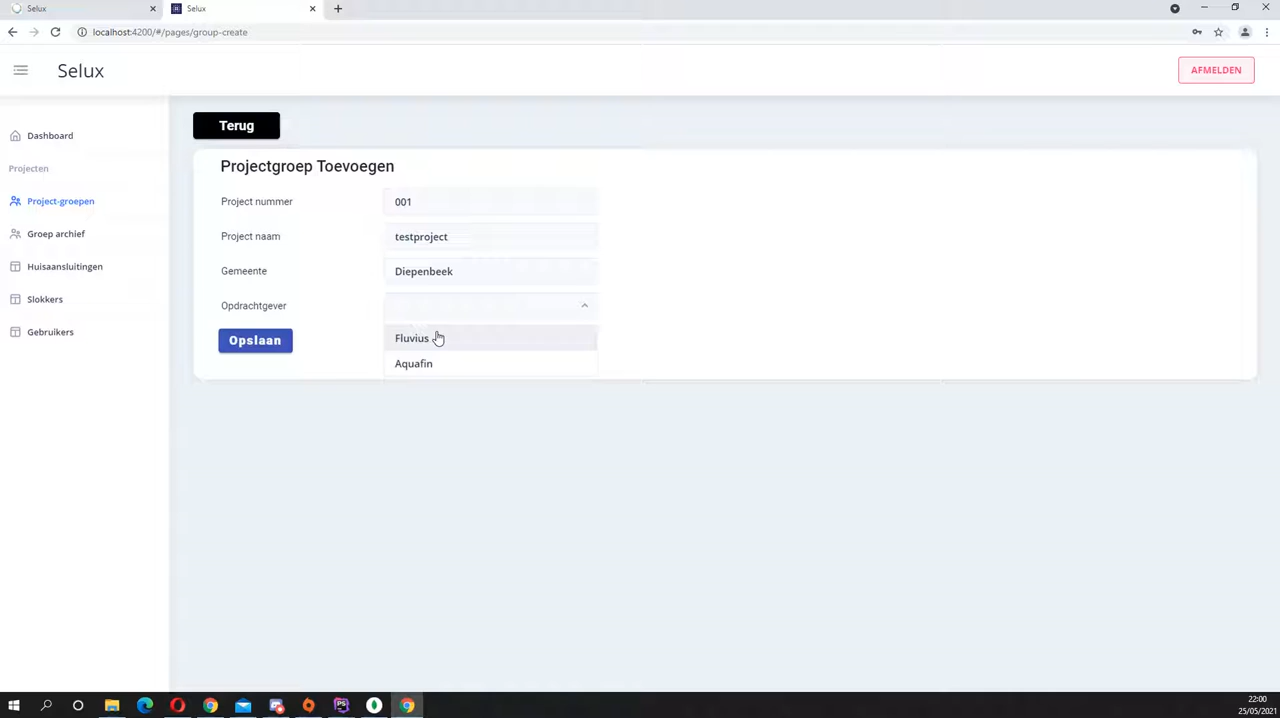 Selux
Selux
localhost:4200/#/pages/group-create
Selux
AFMELDEN
Dashboard
Projecten
Project-groepen
Groep archief
Huisaansluitingen
Slokkers
Gebruikers
Terug
Projectgroep Toevoegen
Project nummer
001
Project naam
testproject
Gemeente
Diepenbeek
Opdrachtgever
Fluvius
Aquafin
Opslaan
PS
22:00
25/05/2021